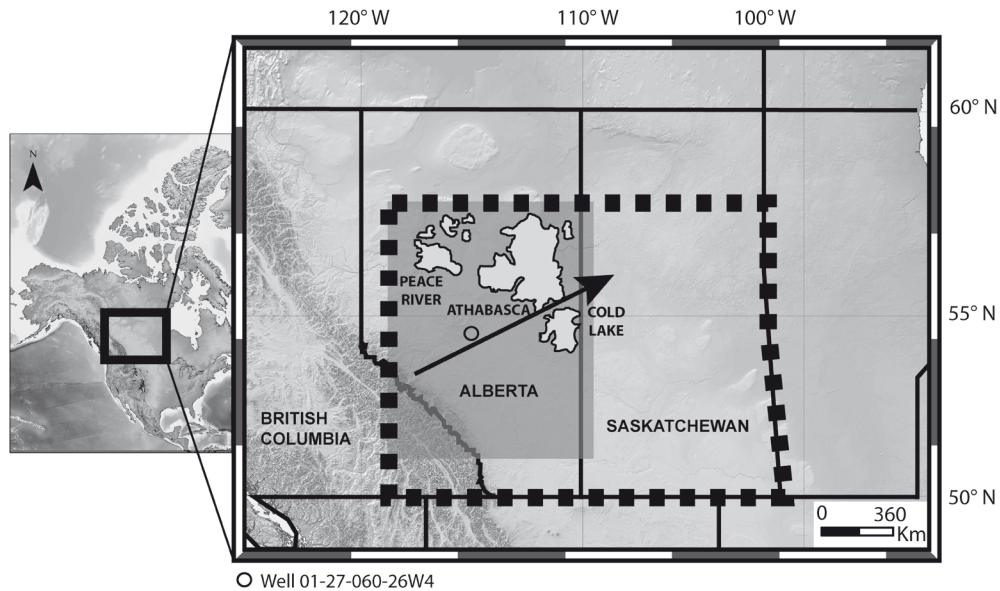 120° W 110° W 100° W
60° N
N
PEACE
RIVER
ATHABASCA
COLD
LAKE
55° N
ALBERTA
BRITISH
COLUMBIA
SASKATCHEWAN
50° N
0 360
Km
Well 01-27-060-26W4